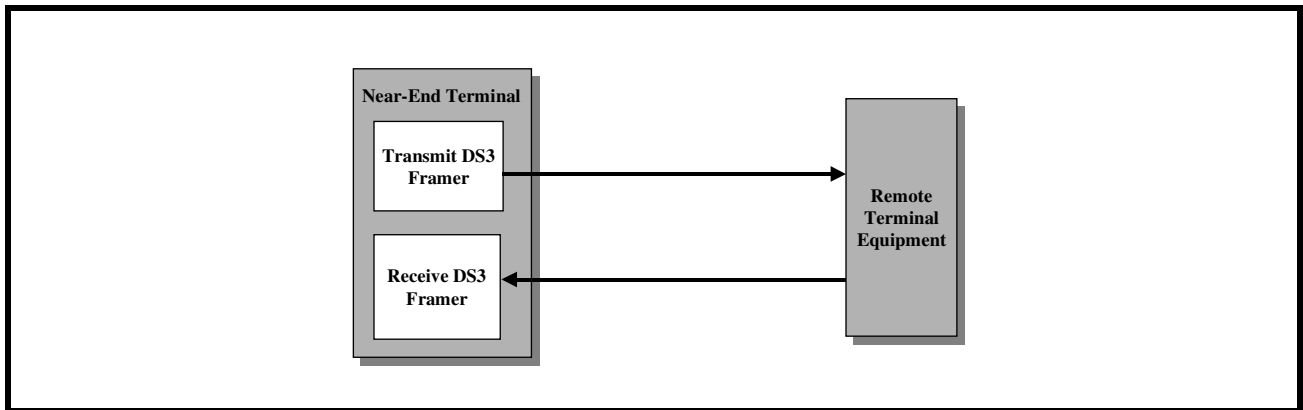 Near-End Terminal
Transmit DS3
Framer
Receive DS3
Framer
Remote
Terminal
Equipment